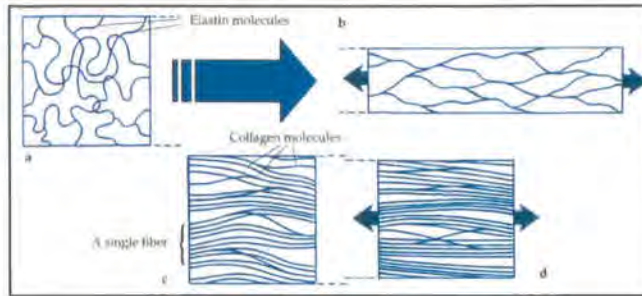 Elastin molecules
b
a
Collagen molecules
A single fiber
c
d